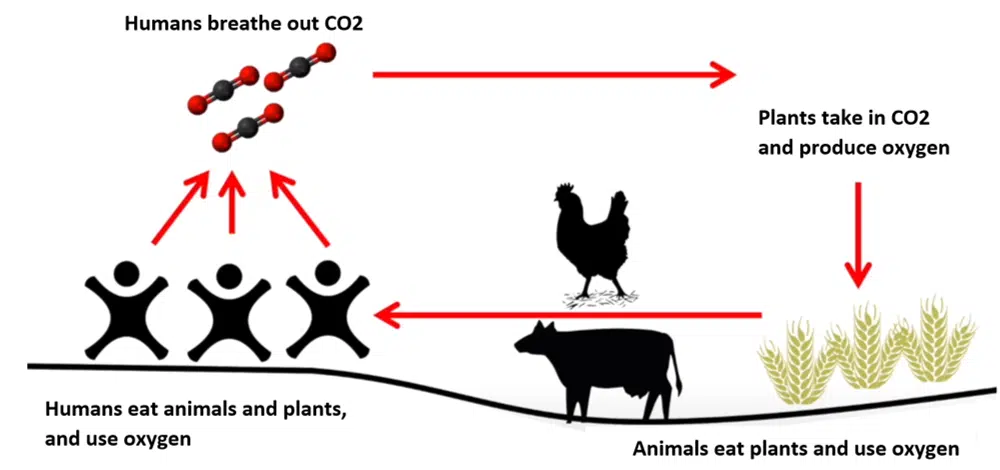 Humans breathe out CO2
Plants take in CO2
and produce oxygen
Humans eat animals and plants,
and use oxygen
Animals eat plants and use oxygen